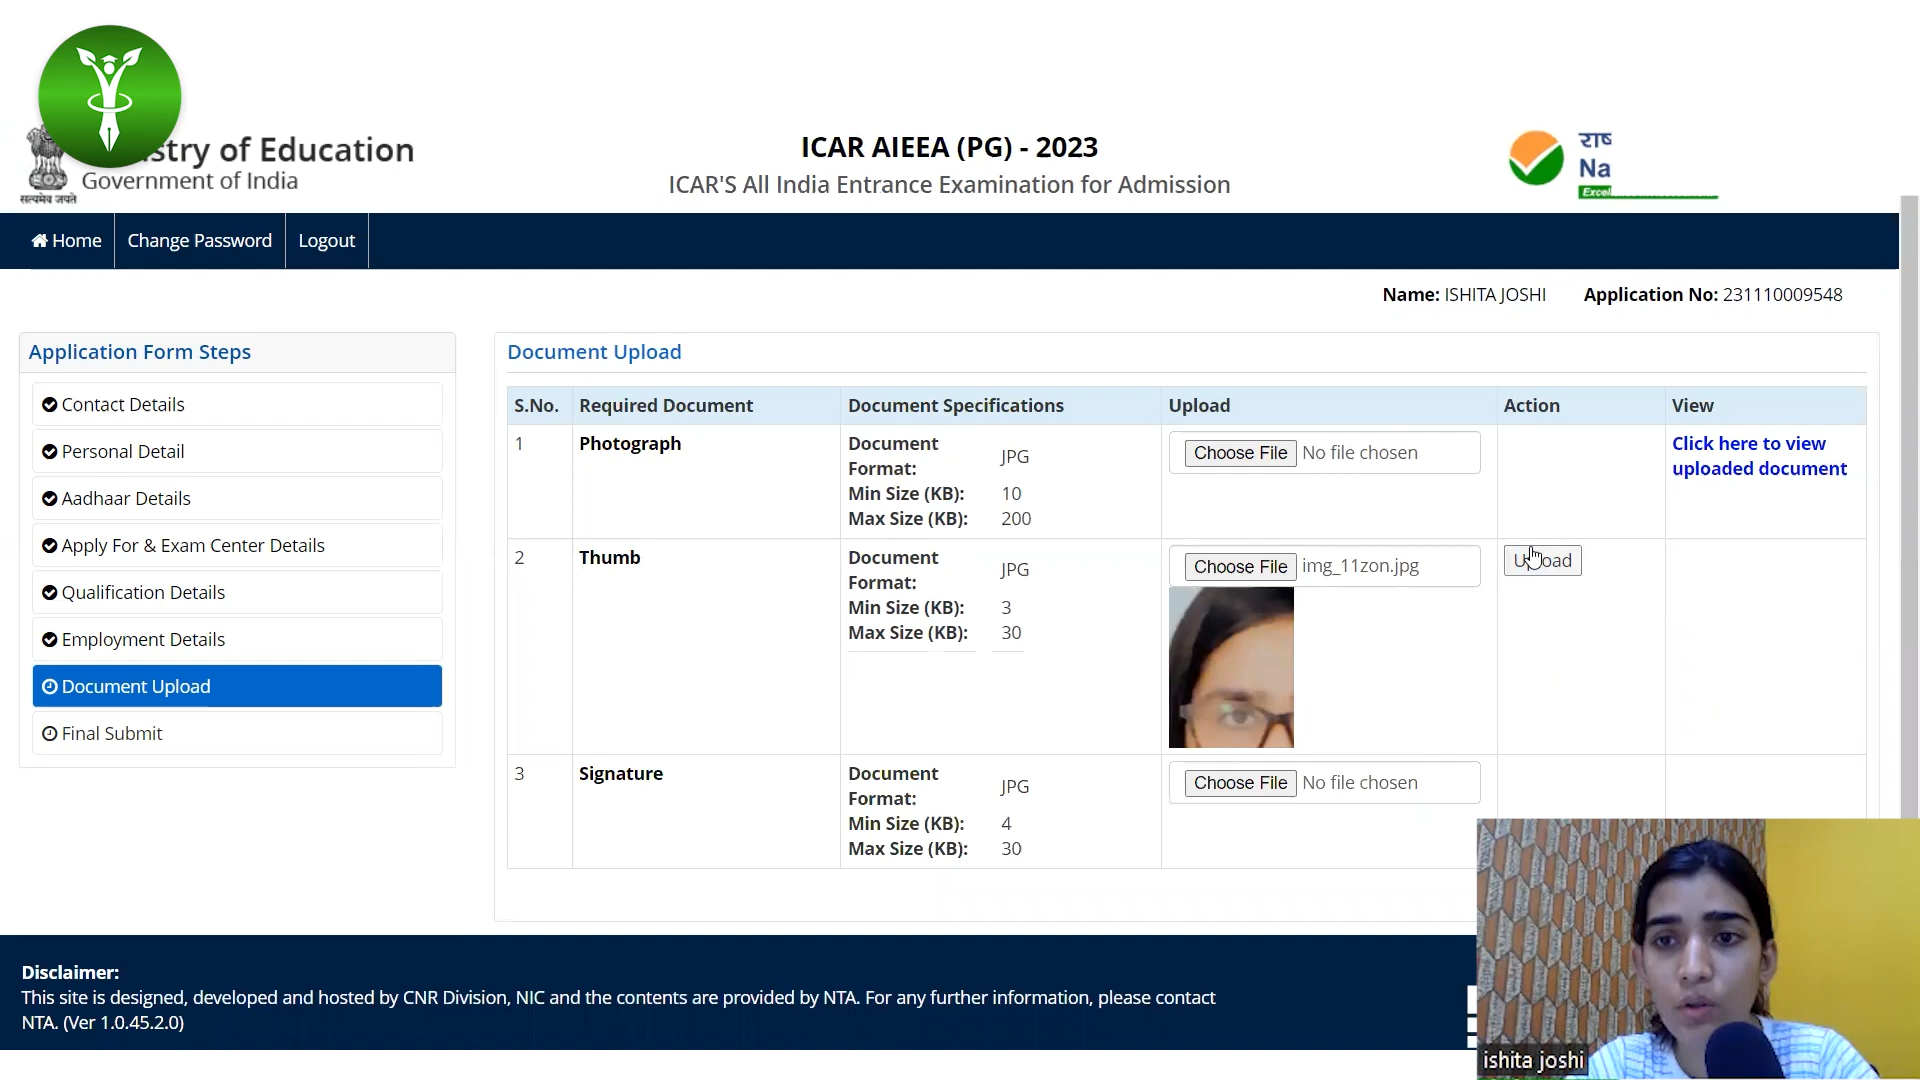 stry of Education
Government of India
सत्यमेव जयते
ICAR AIEEA (PG) - 2023
ICAR'S All India Entrance Examination for Admission
राष
Na
Excel
Home Change Password Logout
Name: ISHITA JOSHI Application No: 231110009548
Application Form Steps
Contact Details
Personal Detail
Aadhaar Details
Apply For & Exam Center Details
Qualification Details
Employment Details
Document Upload
Final Submit
Document Upload
S.No. Required Document Document Specifications Upload Action View
1 Photograph Document Format: JPG Choose File No file chosen Click here to view uploaded document
Min Size (KB): 10
Max Size (KB): 200
2 Thumb Document Format: JPG Choose File img_11zon.jpg Upload
Min Size (KB): 3
Max Size (KB): 30
3 Signature Document Format: JPG Choose File No file chosen
Min Size (KB): 4
Max Size (KB): 30
Disclaimer:
This site is designed, developed and hosted by CNR Division, NIC and the contents are provided by NTA. For any further information, please contact
NTA. (Ver 1.0.45.2.0)
ishita joshi